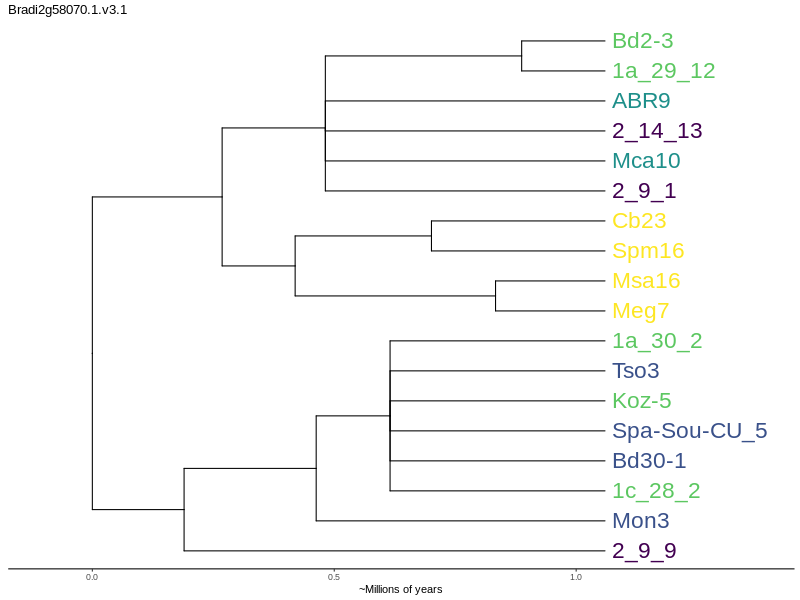 Bradi2g58070.1.v3.1
Bd2-3
1a_29_12
ABR9
2_14_13
Mca10
2_9_1
Cb23
Spm16
Msa16
Meg7
1a_30_2
Tso3
Koz-5
Spa-Sou-CU_5
Bd30-1
1c_28_2
Mon3
2_9_9
0.0 0.5 1.0
~Millions of years